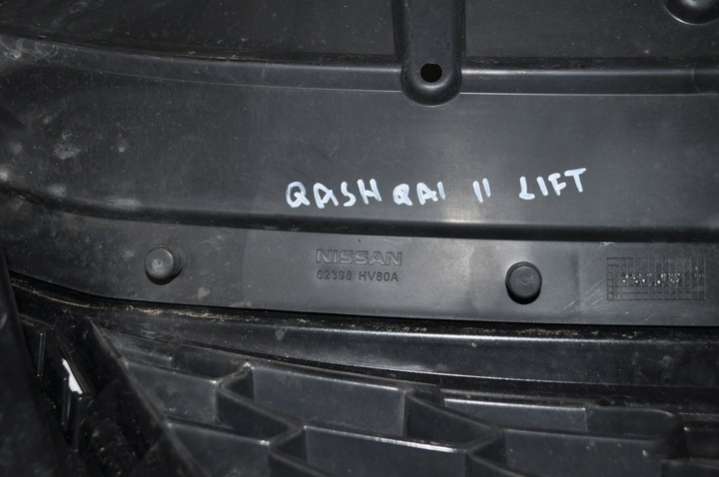 QASHQAI II LIFT
NISSAN
62398 HV80A